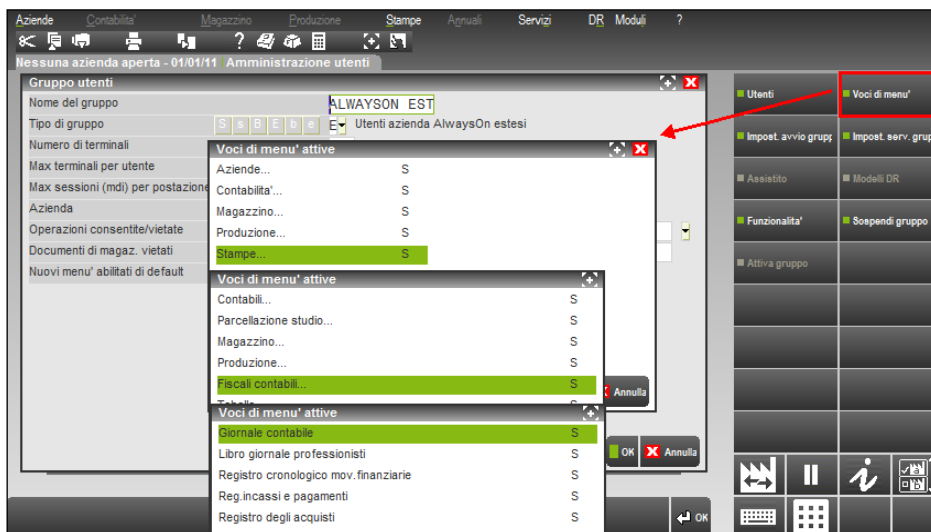 Aziende Contabilita' Magazzino Produzione Stampe Annuali Servizi DR Moduli ?
Nessuna azienda aperta - 01/01/11 Amministrazione utenti
Gruppo utenti
Nome del gruppo ALWAYSON EST
Tipo di gruppo S s B E b e E Utenti azienda AlwaysOn estesi
Numero di terminali
Max terminali per utente
Max sessioni (mdi) per postazione
Azienda
Operazioni consentite/vietate
Documenti di magaz. vietati
Nuovi menu' abilitati di default
Voci di menu' attive
Aziende... S
Contabilita'... S
Magazzino... S
Produzione... S
Stampe... S
Voci di menu' attive
Contabili... S
Parcellazione studio... S
Magazzino... S
Produzione... S
Fiscali contabili... S
Annulla
Voci di menu' attive
Giornale contabile S
Libro giornale professionisti S
Registro cronologico mov.finanziarie S
Reg.incassi e pagamenti S
Registro degli acquisti S
OK Annulla
OK
Utenti Voci di menu'
Impost. avvio grupp Impost. serv. grup
Assistito Modelli DR
Funzionalita' Sospendi gruppo
Attiva gruppo